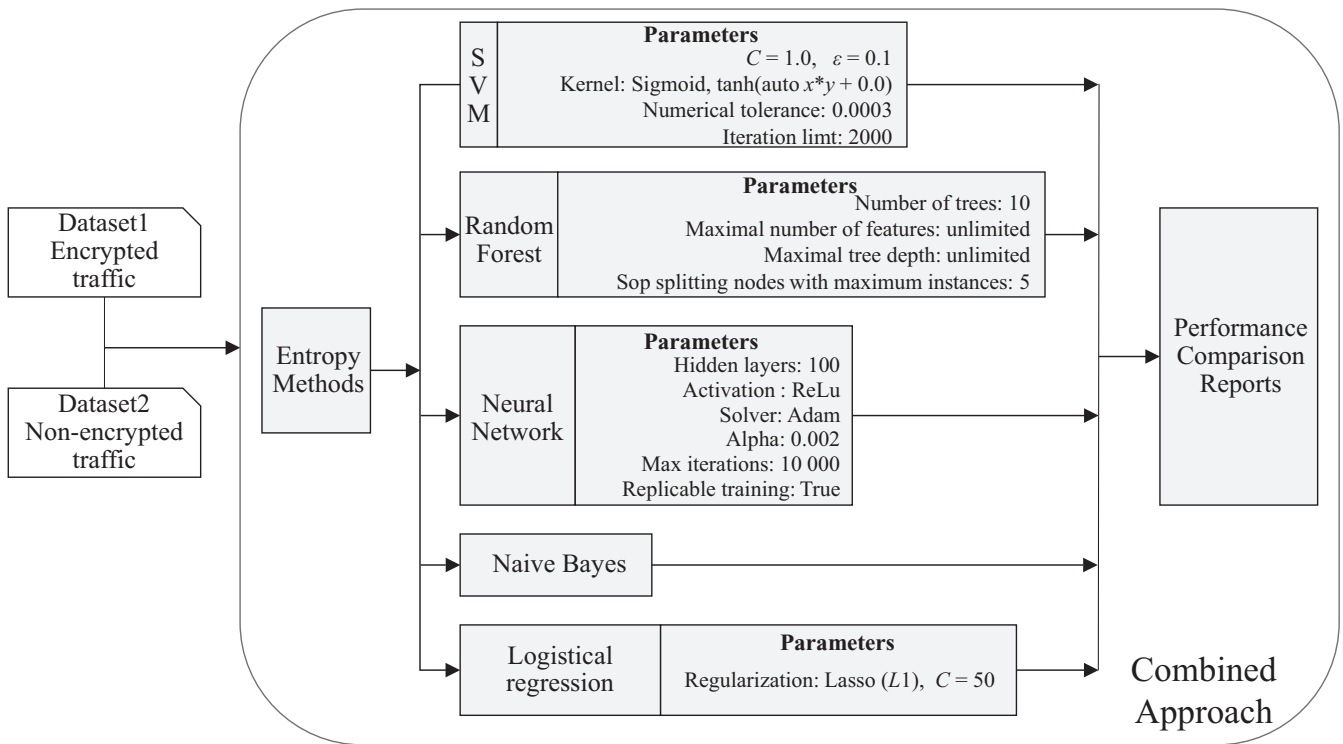 Dataset1
Encrypted
traffic
Dataset2
Non-encrypted
traffic
Entropy
Methods
S
V
M
Parameters
C = 1.0, ε = 0.1
Kernel: Sigmoid, tanh(auto x*y + 0.0)
Numerical tolerance: 0.0003
Iteration limt: 2000
Random
Forest
Parameters
Number of trees: 10
Maximal number of features: unlimited
Maximal tree depth: unlimited
Sop splitting nodes with maximum instances: 5
Neural
Network
Parameters
Hidden layers: 100
Activation : ReLu
Solver: Adam
Alpha: 0.002
Max iterations: 10 000
Replicable training: True
Naive Bayes
Logistical
regression
Parameters
Regularization: Lasso (L1), C = 50
Performance
Comparison
Reports
Combined
Approach